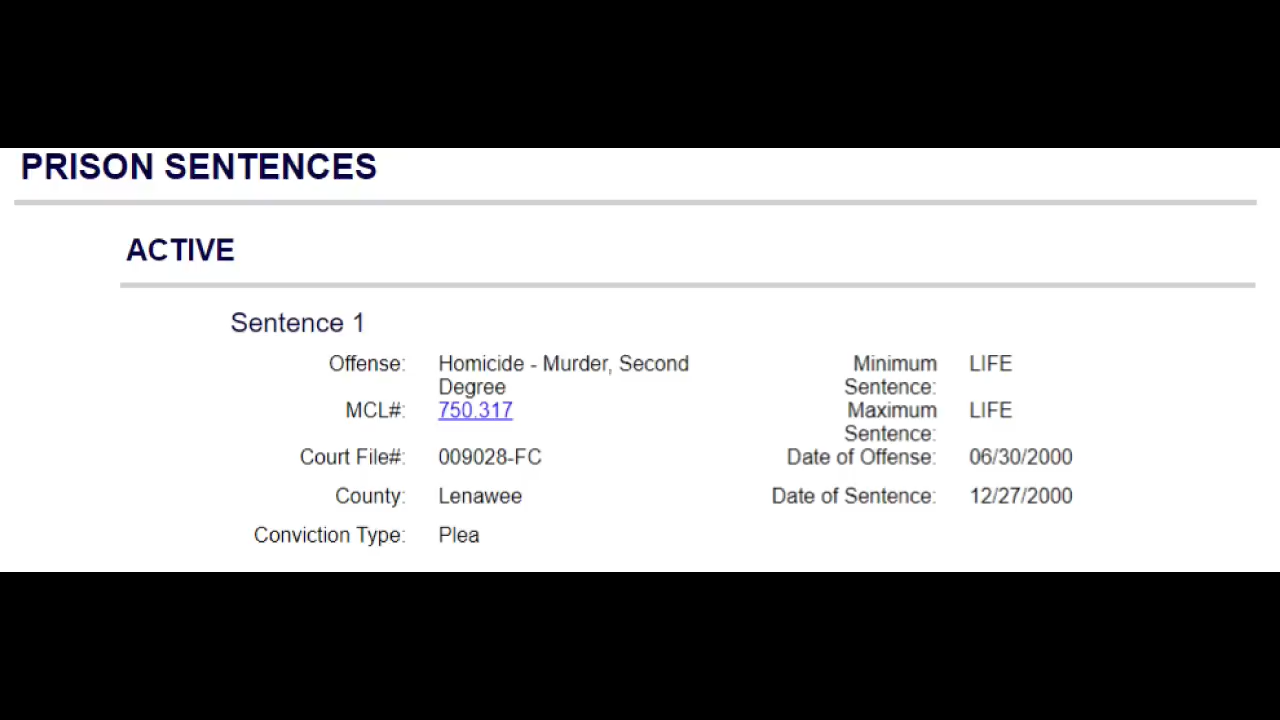 PRISON SENTENCES
ACTIVE
Sentence 1
Offense: Homicide - Murder, Second Degree
Minimum Sentence: LIFE
MCL#: 750.317
Maximum Sentence: LIFE
Court File#: 009028-FC
Date of Offense: 06/30/2000
County: Lenawee
Date of Sentence: 12/27/2000
Conviction Type: Plea